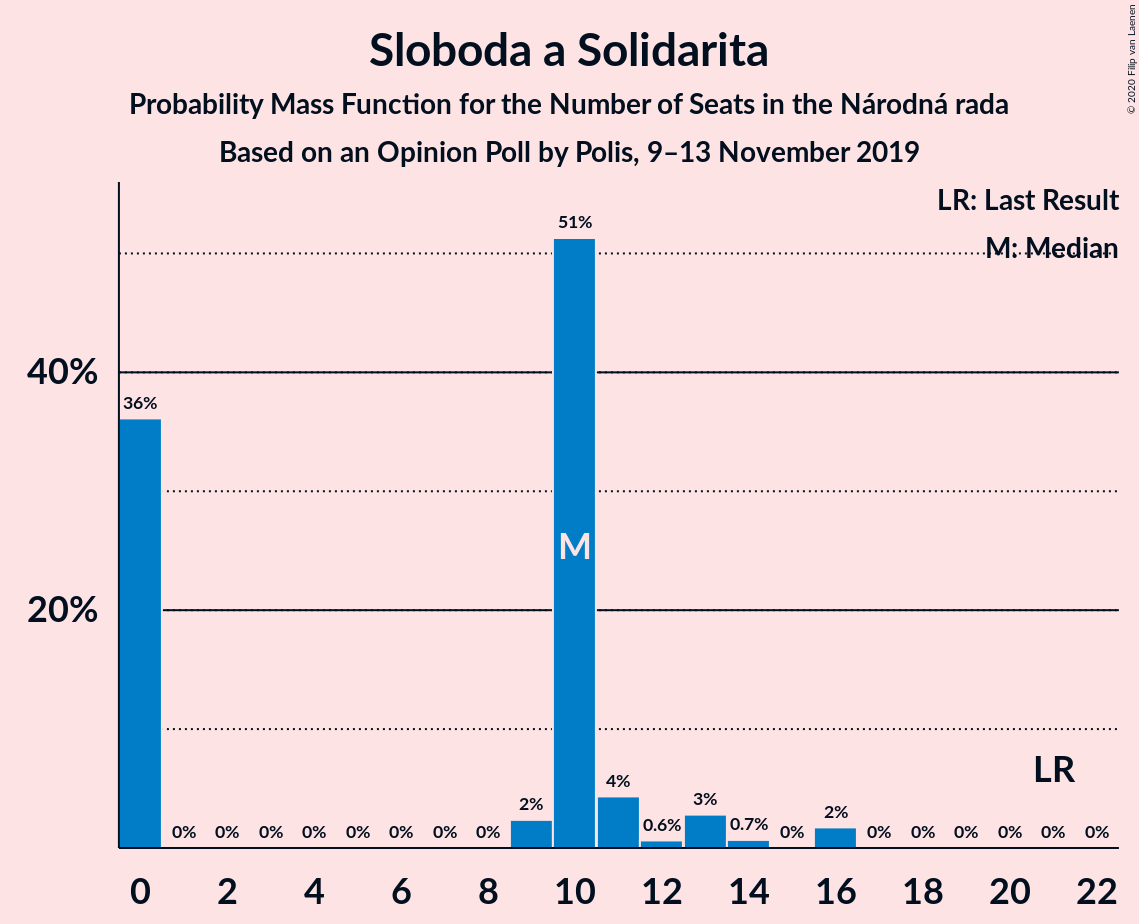 Sloboda a Solidarita
Probability Mass Function for the Number of Seats in the Národná rada
Based on an Opinion Poll by Polis, 9–13 November 2019
© 2020 Filip van Laenen
LR: Last Result
M: Median
51%
40%
36%
M
20%
LR
4%
2%
3%
2%
0% 0% 0% 0% 0% 0% 0% 0% 0.6% 0.7% 0% 0% 0% 0% 0% 0% 0%
0 2 4 6 8 10 12 14 16 18 20 22